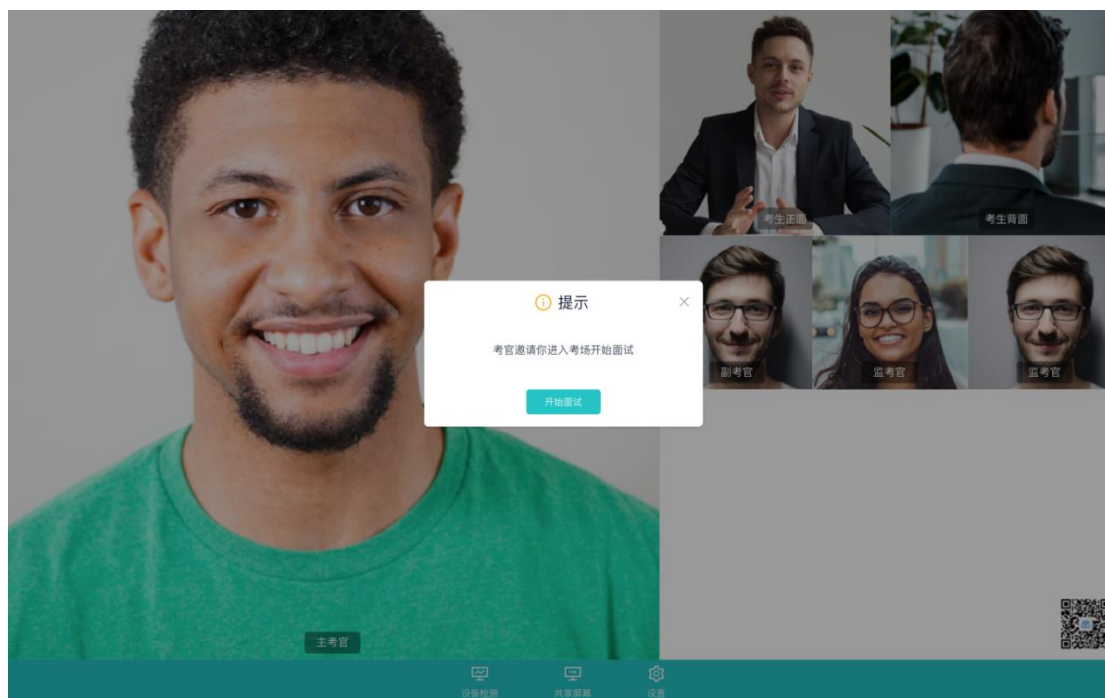 考生正面
考生背面
提示
考官邀请你进入考场开始面试
开始面试
副考官
监考官
监考官
主考官
设备检测
共享屏幕
设置